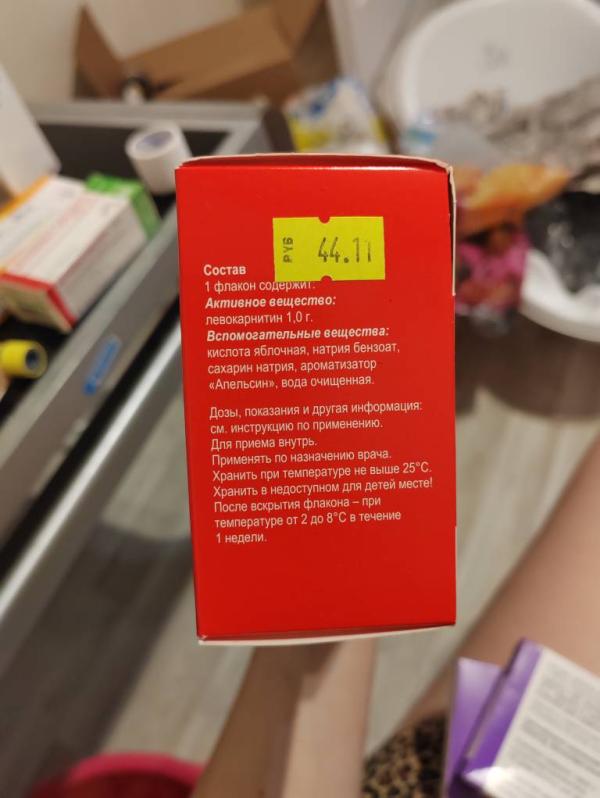 РУБ 44.11
Состав
1 флакон содержит:
Активное вещество:
левокарнитин 1,0 г.
Вспомогательные вещества:
кислота яблочная, натрия бензоат,
сахарин натрия, ароматизатор
«Апельсин», вода очищенная.
Дозы, показания и другая информация:
см. инструкцию по применению.
Для приема внутрь.
Применять по назначению врача.
Хранить при температуре не выше 25°С.
Хранить в недоступном для детей месте!
После вскрытия флакона – при
температуре от 2 до 8°С в течение
1 недели.